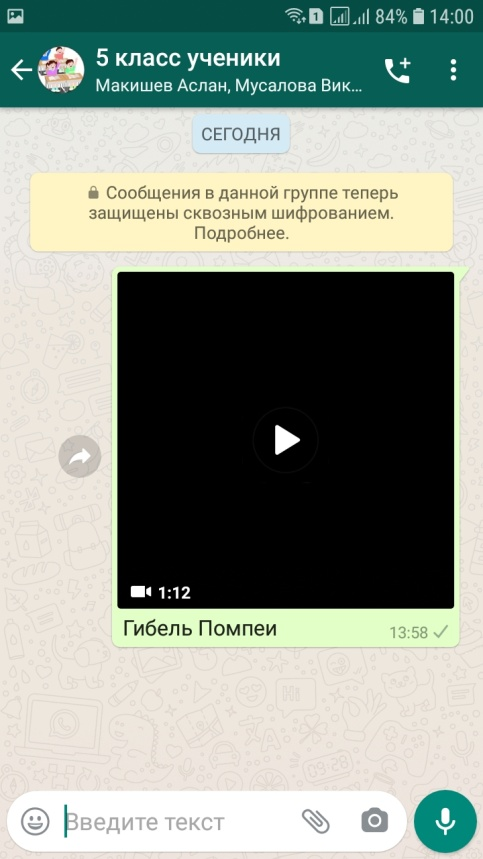 84% 14:00
5 класс ученики
Макишев Аслан, Мусалова Вик...
СЕГОДНЯ
Сообщения в данной группе теперь
защищены сквозным шифрованием.
Подробнее.
1:12
Гибель Помпеи
13:58
Введите текст